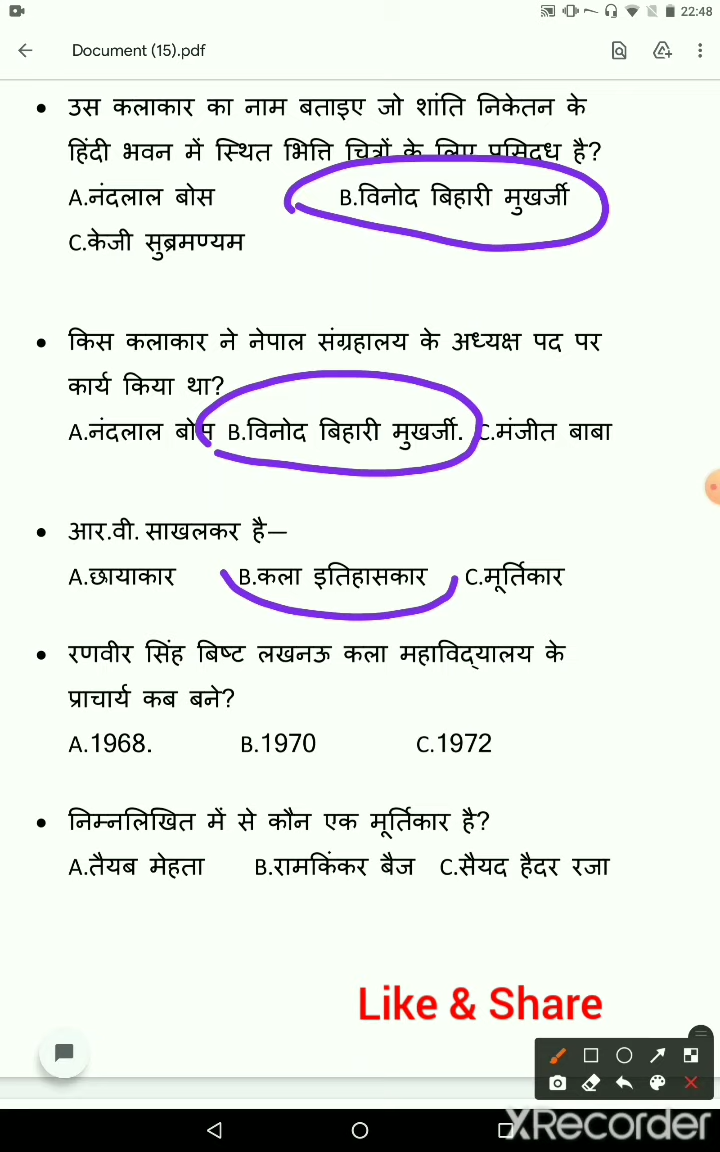 22:48
Document (15).pdf
• उस कलाकार का नाम बताइए जो शांति निकेतन के
हिंदी भवन में स्थित भित्ति चित्रों के लिए प्रसिद्ध है?
A.नंदलाल बोस B.विनोद बिहारी मुखर्जी
C.केजी सुब्रमण्यम
• किस कलाकार ने नेपाल संग्रहालय के अध्यक्ष पद पर
कार्य किया था?
A.नंदलाल बोस B.विनोद बिहारी मुखर्जी. C.मंजीत बाबा
• आर.वी. साखलकर है—
A.छायाकार B.कला इतिहासकार C.मूर्तिकार
• रणवीर सिंह बिष्ट लखनऊ कला महाविद्यालय के
प्राचार्य कब बने?
A.1968. B.1970 C.1972
• निम्नलिखित में से कौन एक मूर्तिकार है?
A.तैयब मेहता B.रामकिंकर बैज C.सैयद हैदर रजा
Like & Share
XRecorder